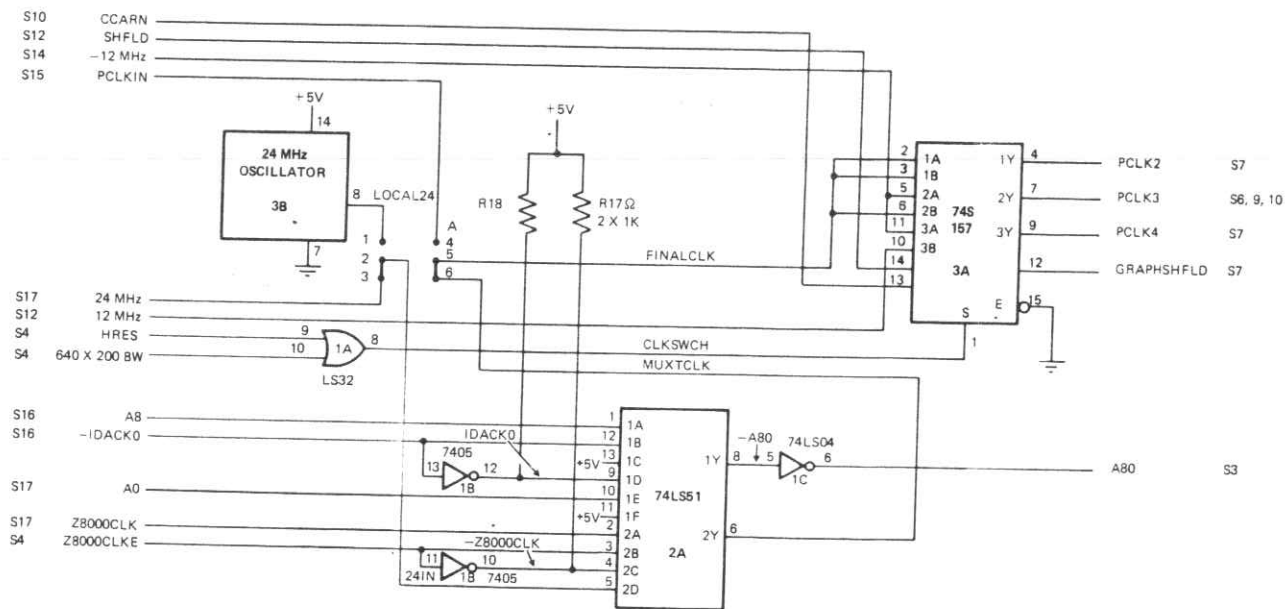 S10 CCARN
S12 SHFLD
S14 −12 MHz
S15 PCLKIN
+5V
14
24 MHz
OSCILLATOR
3B
8
LOCAL24
7
1
2
3
A
4
5
6
+5V
R18
R17Ω
2 X 1K
FINALCLK
2 1A 1Y 4 PCLK2 S7
3 1B
5 2A 2Y 7 PCLK3 S6, 9, 10
6 2B 74S
11 3A 157 3Y 9 PCLK4 S7
10 3B
14 3A 12 GRAPHSHFLD S7
13
S E 15
1
S17 24 MHz
S12 12 MHz
S4 HRES 9
S4 640 X 200 BW 10
1A 8
LS32
CLKSWCH
MUXTCLK
S16 A8 1 1A
S16 −IDACK0 12 1B
IDACK0
7405
13 12
1B
+5V 13 1C
9 1D
S17 A0 10 1E
+5V 11 1F
S17 Z8000CLK 2 2A
S4 Z8000CLKE 3 2B
−Z8000CLK
11 10
24IN 1B 7405
4 2C
5 2D
74LS51
2A
1Y 8
−A80
5 74LS04 6
1C
A80 S3
2Y 6